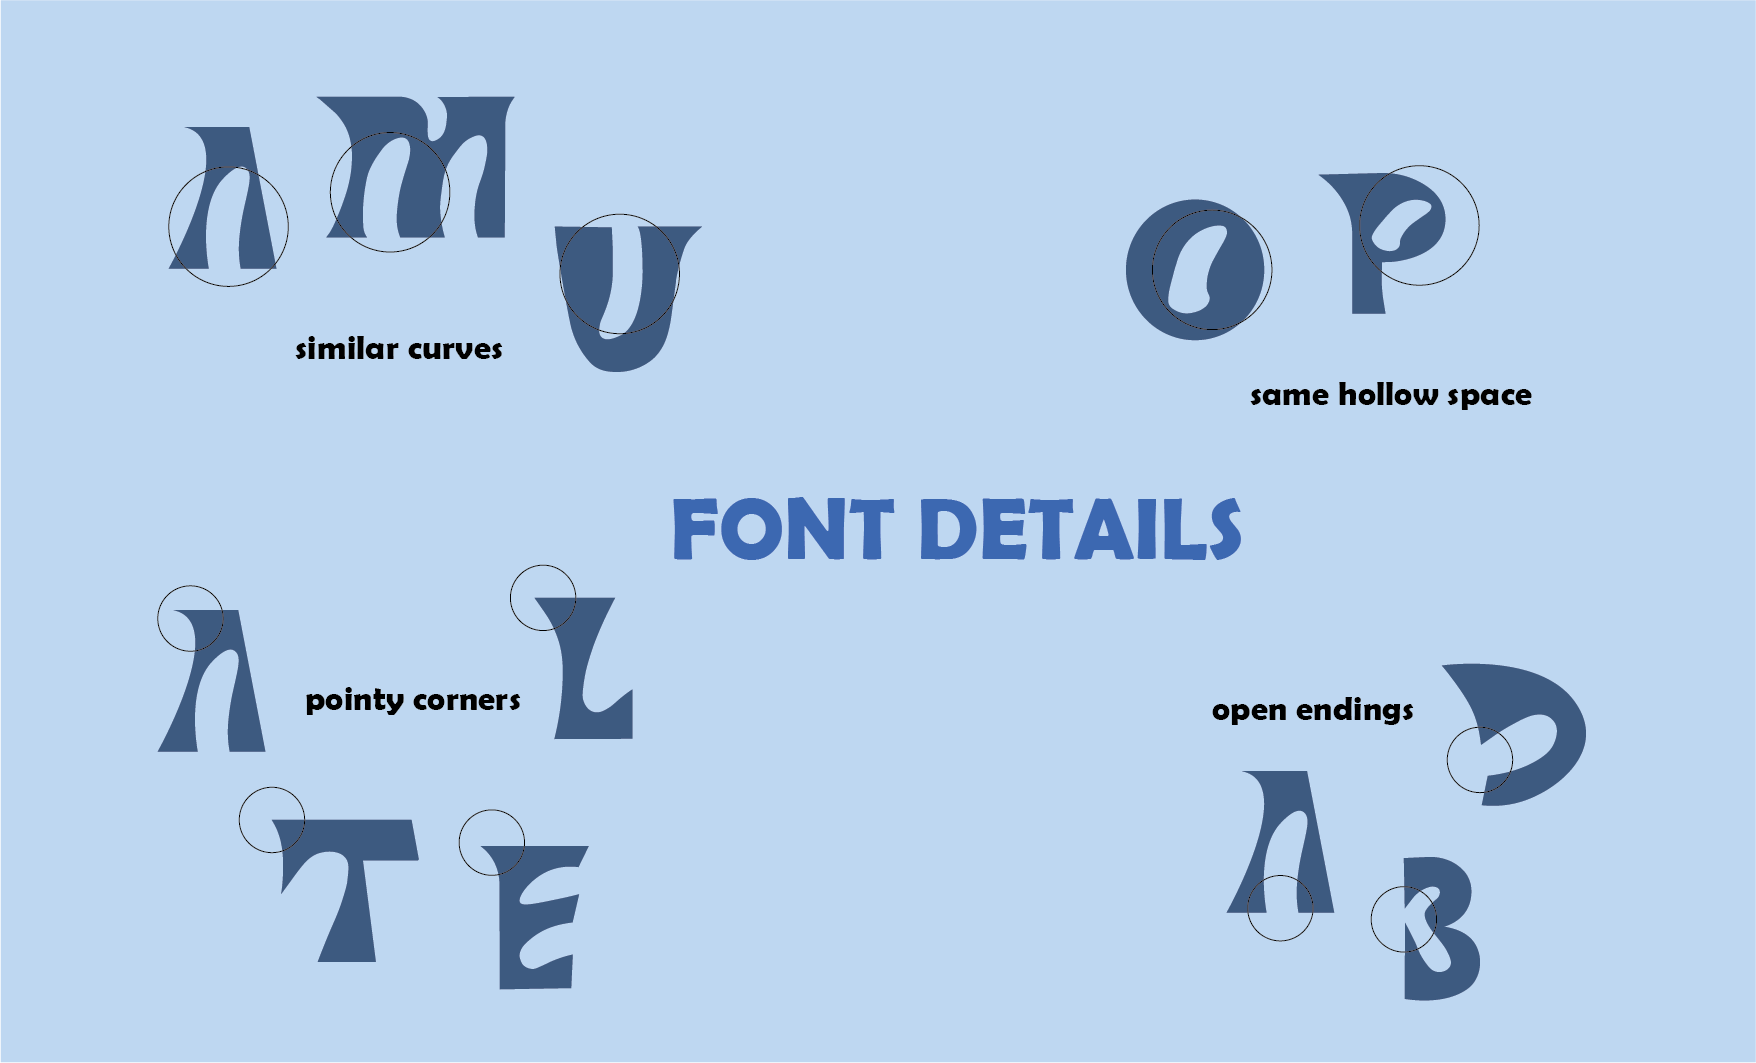 A M U
similar curves
O P
same hollow space
FONT DETAILS
A L
pointy corners
T E
open endings
D
A B